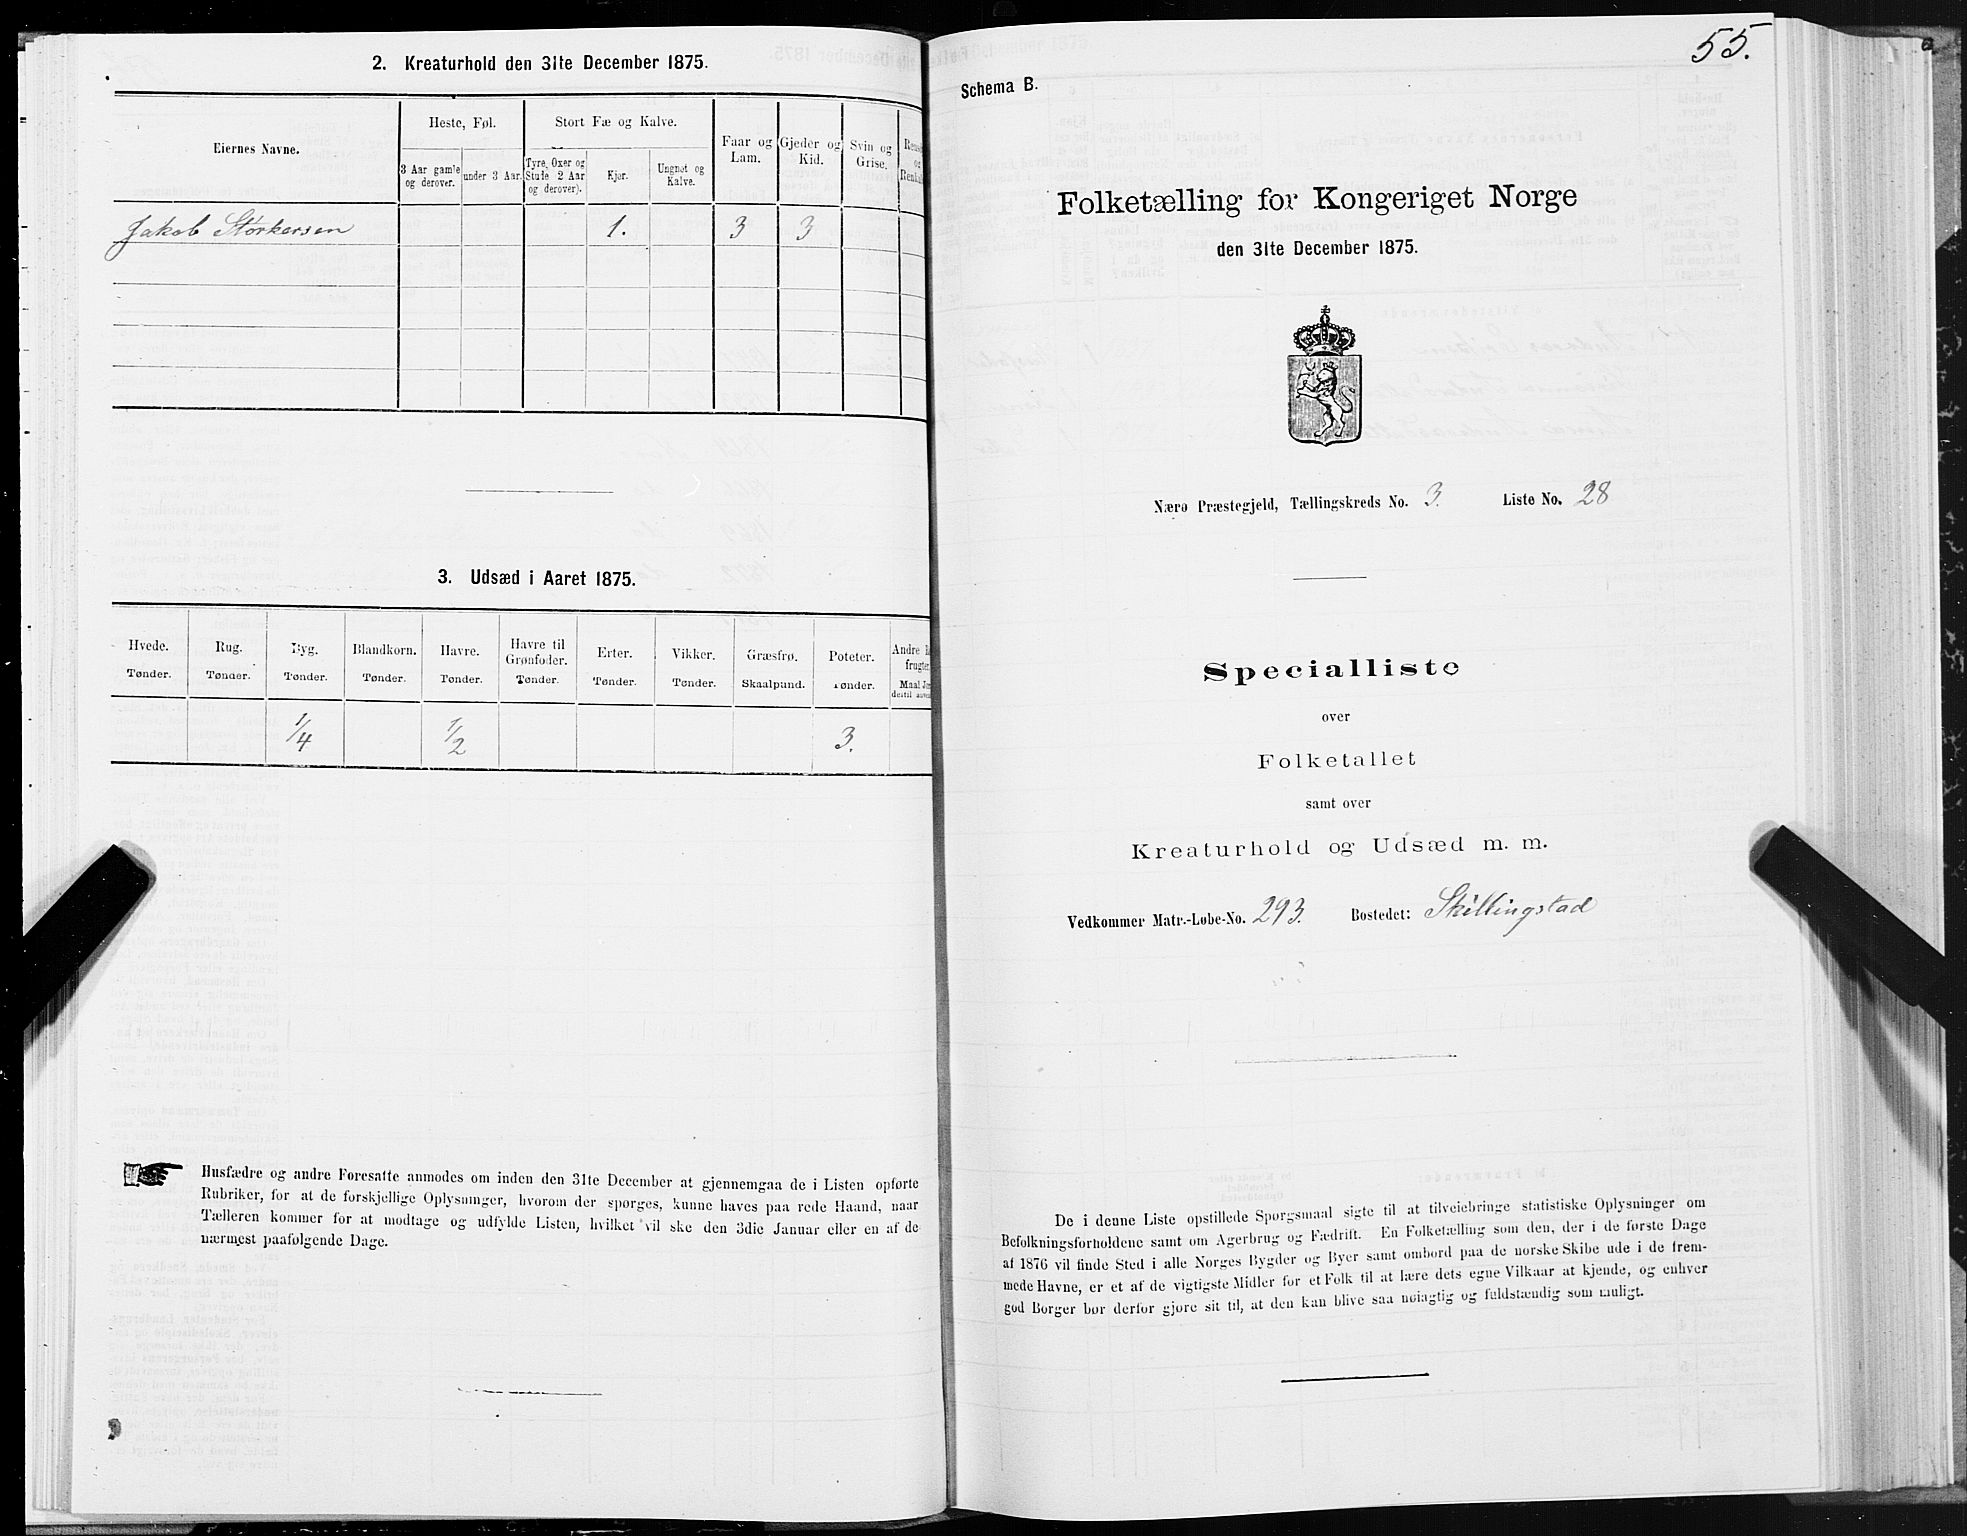 2. Kreaturhold den 31te December 1875.
Eiernes Navne.
Heste, Føl.
Stort Fæ og Kalve.
Faar og Lam.
Gjeder og Kid.
Svin og Grise.
3 Aar gamle og derover.
under 3 Aar.
Tyre, Oxer og Stude 2 Aar og derover).
Kjør.
Ungnøt og Kalve.
Jakob Størkersen 1. 3 3
3. Udsæd i Aaret 1875.
Hvede. Rug. Byg. Blandkorn. Havre. Havre til Grønfoder. Erter. Vikker. Græsfrø. Poteter. Andre
Tønder. Tønder. Tønder. Tønder. Tønder. Tønder. Tønder. Tønder. Skaalpund. Tønder.
1/4 1/2 3.
Husfædre og andre Foresatte anmodes om inden den 31te December at gjennemgaa de i Listen opførte
Rubriker, for at de forskjellige Oplysninger, hvorom der spørges, kunne haves paa rede Haand, naar
Tælleren kommer for at modtage og udfylde Listen, hvilket vil ske den 3die Januar eller en af de
nærmest paafølgende Dage.
55.
Schema B.
Folketælling for Kongeriget Norge
den 31te December 1875.
Nærø Præstegjeld, Tællingskreds No. 3. Liste No. 28
Specialliste
over
Folketallet
samt over
Kreaturhold og Udsæd m. m.
Vedkommer Matr.-Løbe-No. 293. Bostedet: Skillingstad
De i denne Liste opstillede Spørgsmaal sigte til at tilveiebringe statistiske Oplysninger om
Befolkningsforholdene samt om Agerbrug og Fædrift. En Folketælling som den, der i de første Dage
af 1876 vil finde Sted i alle Norges Bygder og Byer samt ombord paa de norske Skibe ude i de frem-
mede Havne, er et af de vigtigste Midler for et Folk til at lære dets egne Vilkaar at kjende, og enhver
god Borger bør derfor gjøre sit til, at den kan blive saa nøiagtig og fuldstændig som muligt.